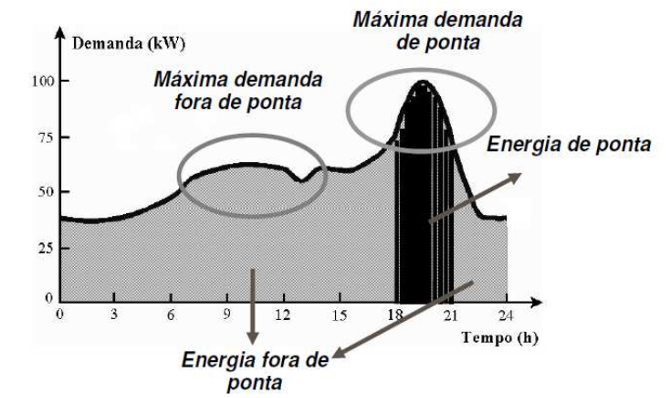 Máxima demanda
de ponta
Demanda (kW)
Máxima demanda
fora de ponta
100
75
Energia de ponta
50
25
0
0 3 6 9 12 15 18 21 24
Tempo (h)
Energia fora de
ponta